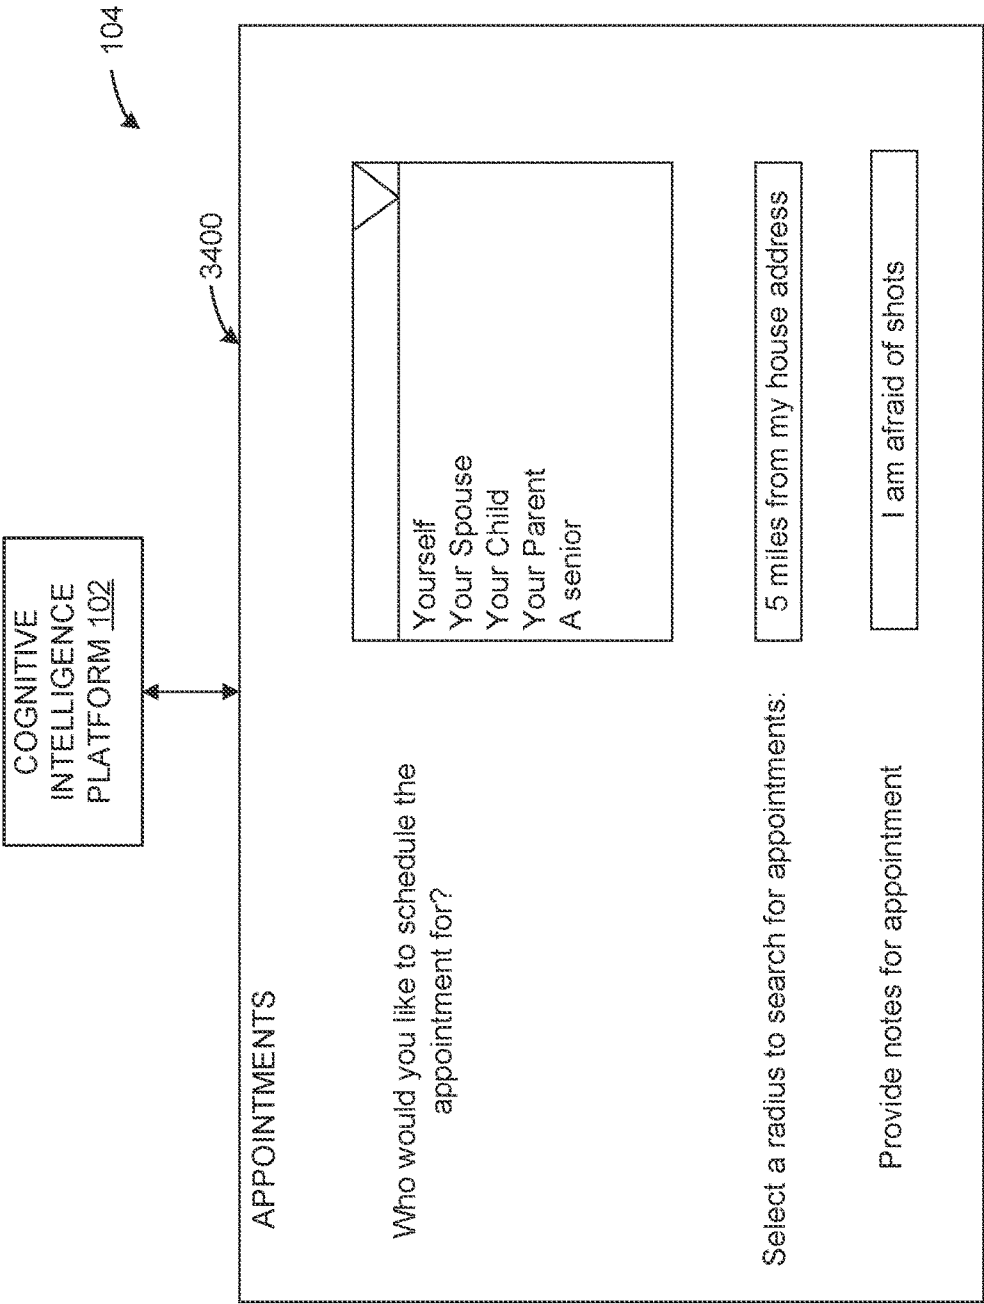 COGNITIVE
INTELLIGENCE
PLATFORM 102
104
3400
APPOINTMENTS
Who would you like to schedule the
appointment for?
Yourself
Your Spouse
Your Child
Your Parent
A senior
Select a radius to search for appointments:
5 miles from my house address
Provide notes for appointment
I am afraid of shots